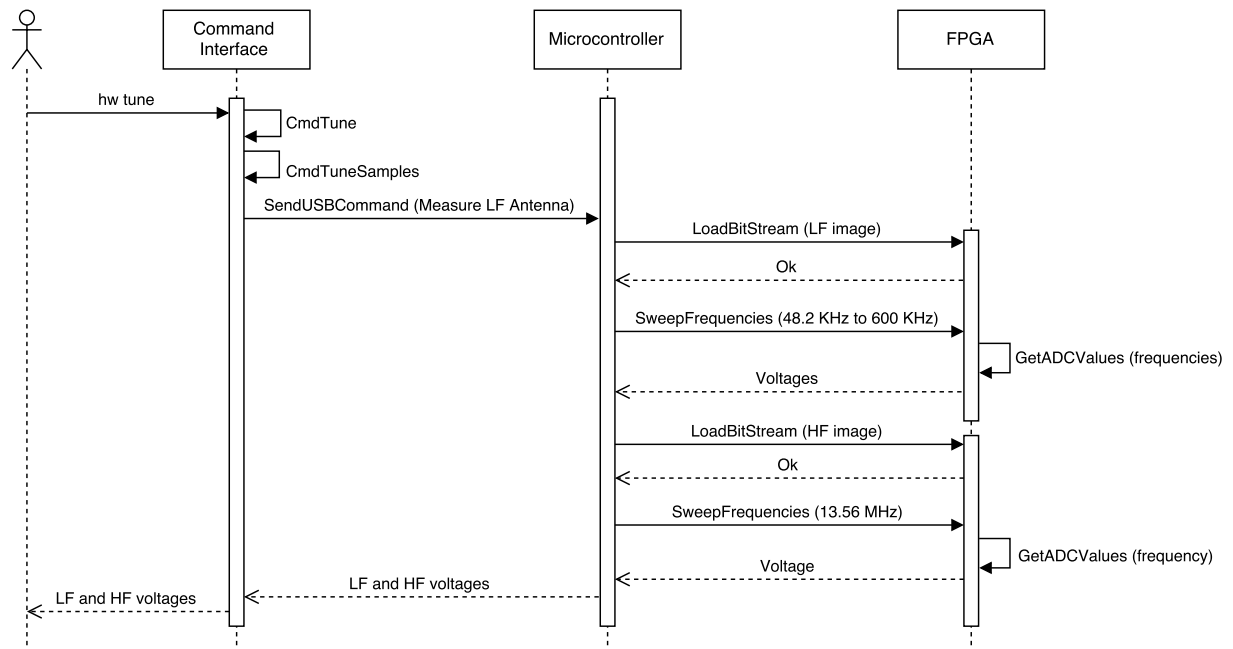 Command
Interface
Microcontroller
FPGA
hw tune
CmdTune
CmdTuneSamples
SendUSBCommand (Measure LF Antenna)
LoadBitStream (LF image)
Ok
SweepFrequencies (48.2 KHz to 600 KHz)
GetADCValues (frequencies)
Voltages
LoadBitStream (HF image)
Ok
SweepFrequencies (13.56 MHz)
GetADCValues (frequency)
Voltage
LF and HF voltages
LF and HF voltages